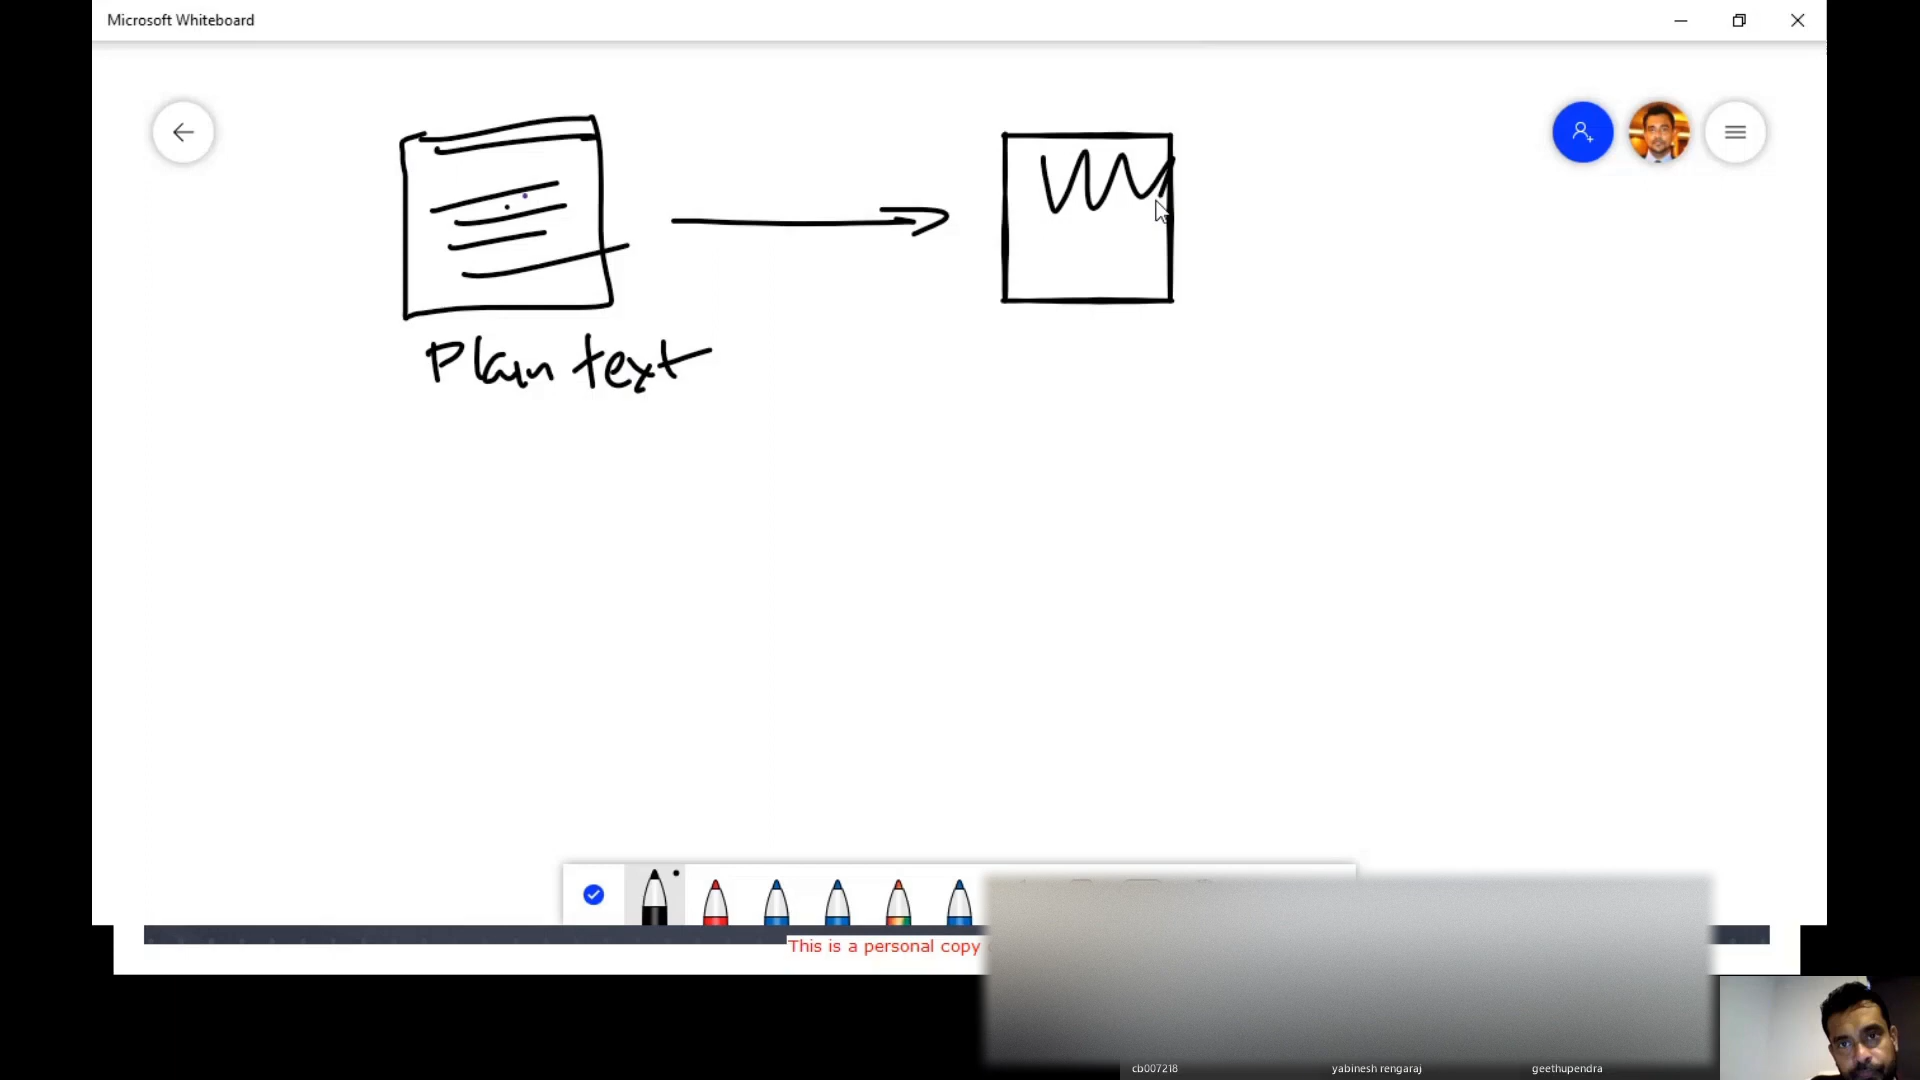 Microsoft Whiteboard
Plain text
This is a personal copy
cb007218
yabinesh rengaraj
geethupendra